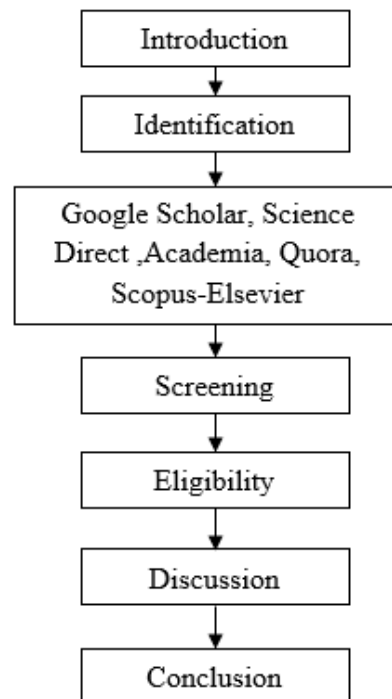 Introduction
Identification
Google Scholar, Science
Direct ,Academia, Quora,
Scopus-Elsevier
Screening
Eligibility
Discussion
Conclusion